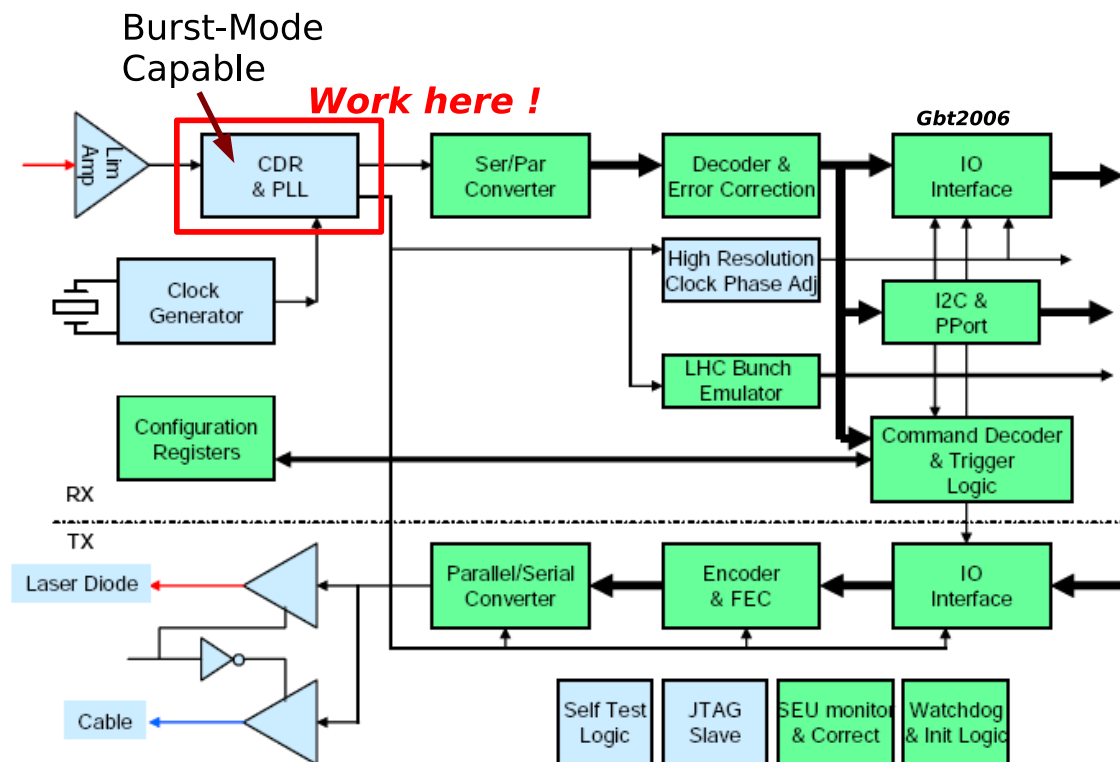 Burst-Mode
Capable
Work here !
Gbt2006
Lim
Amp
CDR
& PLL
Ser/Par
Converter
Decoder &
Error Correction
IO
Interface
High Resolution
Clock Phase Adj
Clock
Generator
I2C &
PPort
LHC Bunch
Emulator
Configuration
Registers
Command Decoder
& Trigger
Logic
RX
TX
Laser Diode
Parallel/Serial
Converter
Encoder
& FEC
IO
Interface
Cable
Self Test
Logic
JTAG
Slave
SEU monitor
& Correct
Watchdog
& Init Logic